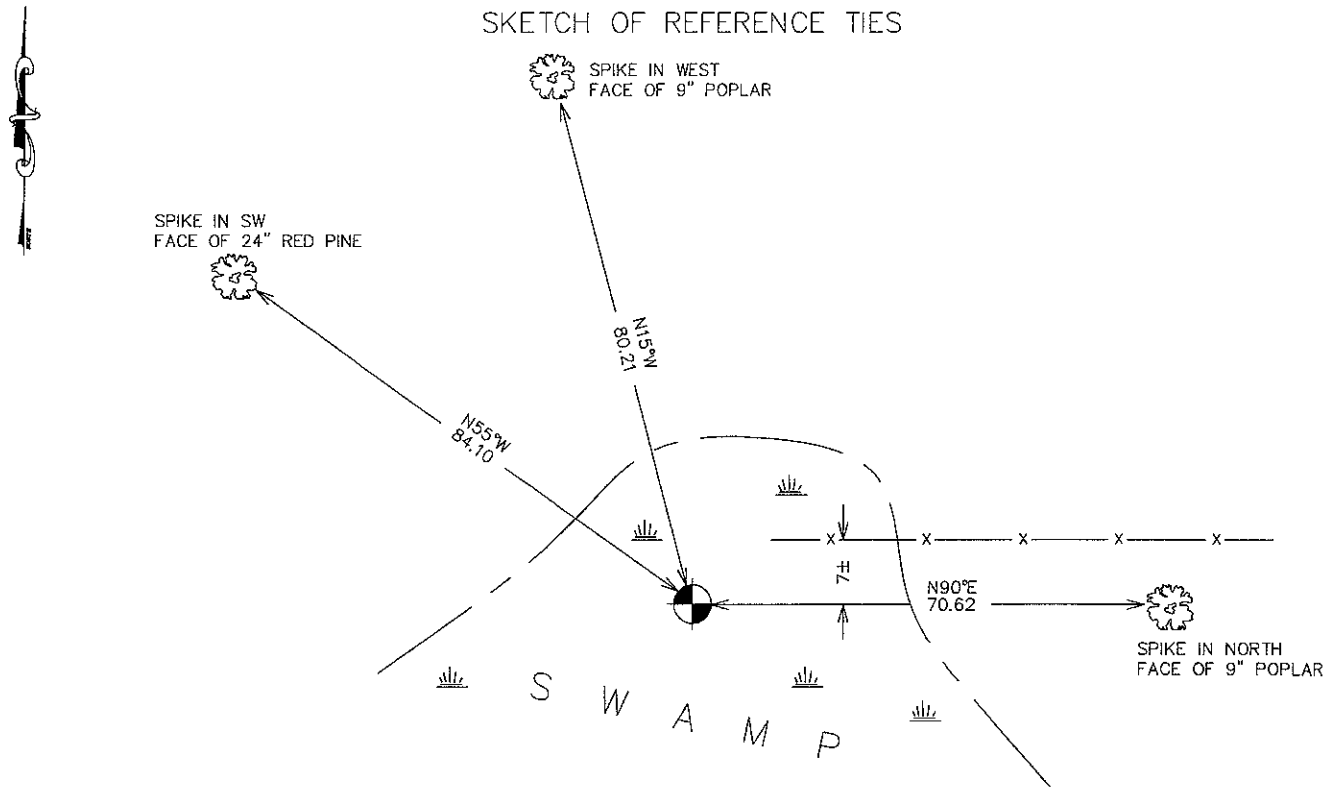 SKETCH OF REFERENCE TIES
SPIKE IN WEST
FACE OF 9" POPLAR
SPIKE IN SW
FACE OF 24" RED PINE
N15°W
80.21
N55°W
84.10
X X X X X
7±
N90°E
70.62
SPIKE IN NORTH
FACE OF 9" POPLAR
SWAMP